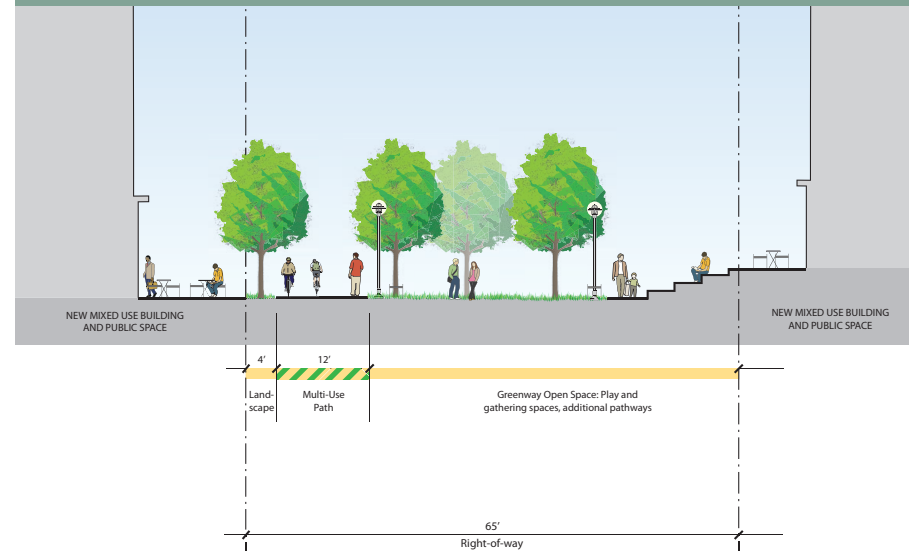 NEW MIXED USE BUILDING
AND PUBLIC SPACE
NEW MIXED USE BUILDING
AND PUBLIC SPACE
4’
12’
Land-
scape
Multi-Use
Path
Greenway Open Space: Play and
gathering spaces, additional pathways
65’
Right-of-way